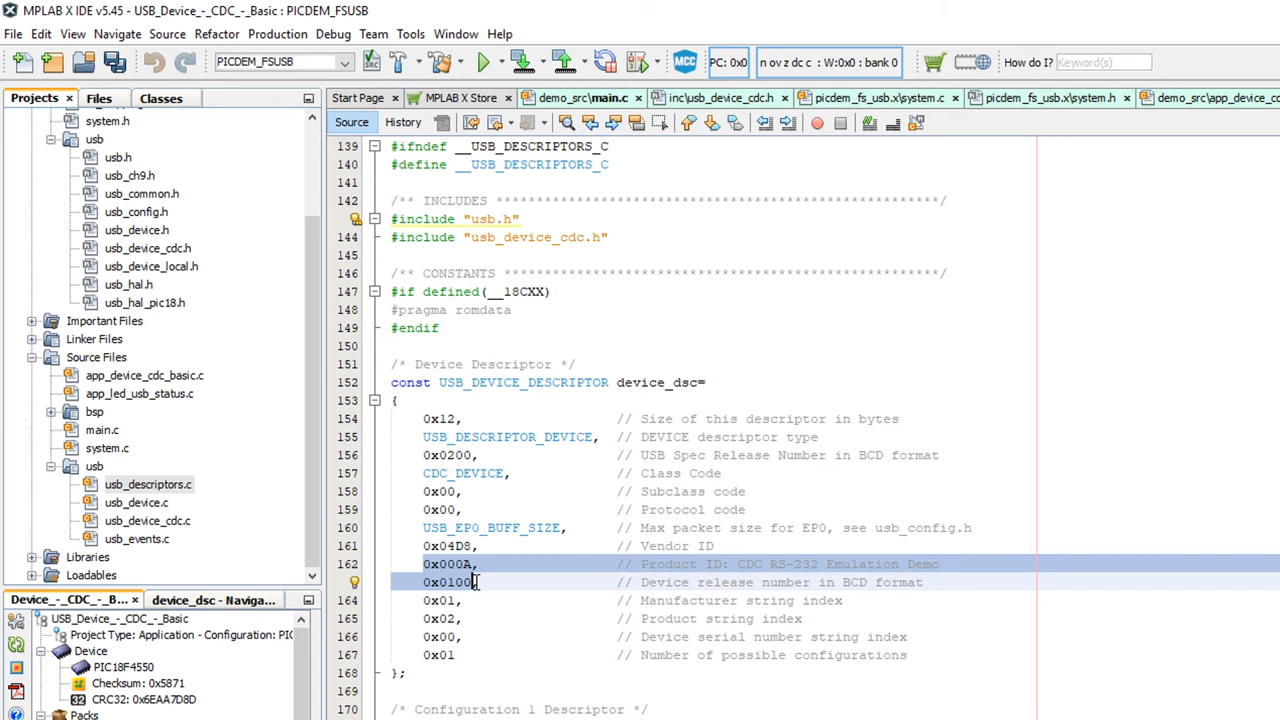 MPLAB X IDE v5.45 - USB_Device_-_CDC_-_Basic : PICDEM_FSUSB
File Edit View Navigate Source Refactor Production Debug Team Tools Window Help
PICDEM_FSUSB
SRC
MCC
PC: 0x0
n ov z dc c : W:0x0 : bank 0
How do I? Keyword(s)
Projects Files Classes
Start Page MPLAB X Store demo_src\main.c inc\usb_device_cdc.h picdem_fs_usb.x\system.c picdem_fs_usb.x\system.h demo_src\app_device_cd
Source History
system.h
usb
usb.h
usb_ch9.h
usb_common.h
usb_config.h
usb_device.h
usb_device_cdc.h
usb_device_local.h
usb_hal.h
usb_hal_pic18.h
Important Files
Linker Files
Source Files
app_device_cdc_basic.c
app_led_usb_status.c
bsp
main.c
system.c
usb
usb_descriptors.c
usb_device.c
usb_device_cdc.c
usb_events.c
Libraries
Loadables
Device_-_CDC_-_B... device_dsc - Naviga...
USB_Device_-_CDC_-_Basic
Project Type: Application - Configuration: PIC
Device
PIC18F4550
Checksum: 0x5871
32 CRC32: 0x6EAA7D8D
Packs
139 #ifndef __USB_DESCRIPTORS_C
140 #define __USB_DESCRIPTORS_C
141
142 /** INCLUDES *******************************************************/
#include "usb.h"
144 #include "usb_device_cdc.h"
145
146 /** CONSTANTS ******************************************************/
147 #if defined(__18CXX)
148 #pragma romdata
149 #endif
150
151 /* Device Descriptor */
152 const USB_DEVICE_DESCRIPTOR device_dsc=
153 {
154 0x12, // Size of this descriptor in bytes
155 USB_DESCRIPTOR_DEVICE, // DEVICE descriptor type
156 0x0200, // USB Spec Release Number in BCD format
157 CDC_DEVICE, // Class Code
158 0x00, // Subclass code
159 0x00, // Protocol code
160 USB_EP0_BUFF_SIZE, // Max packet size for EP0, see usb_config.h
161 0x04D8, // Vendor ID
162 0x000A, // Product ID: CDC RS-232 Emulation Demo
0x0100, // Device release number in BCD format
164 0x01, // Manufacturer string index
165 0x02, // Product string index
166 0x00, // Device serial number string index
167 0x01 // Number of possible configurations
168 };
169
170 /* Configuration 1 Descriptor */